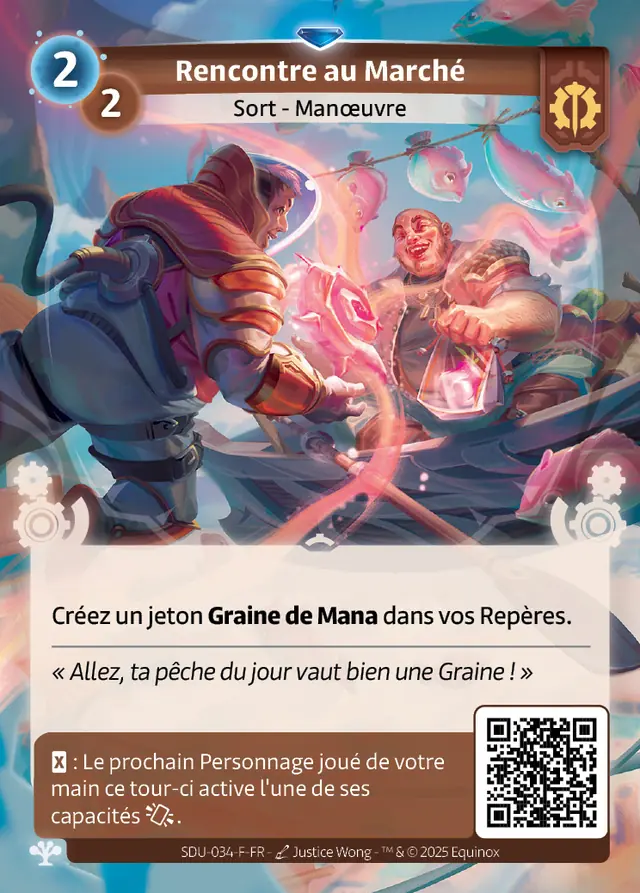 2
2
Rencontre au Marché
Sort - Manœuvre
Créez un jeton Graine de Mana dans vos Repères.
« Allez, ta pêche du jour vaut bien une Graine ! »
X : Le prochain Personnage joué de votre
main ce tour-ci active l'une de ses
capacités .
SDU-034-F-FR - Justice Wong - ™ & © 2025 Equinox